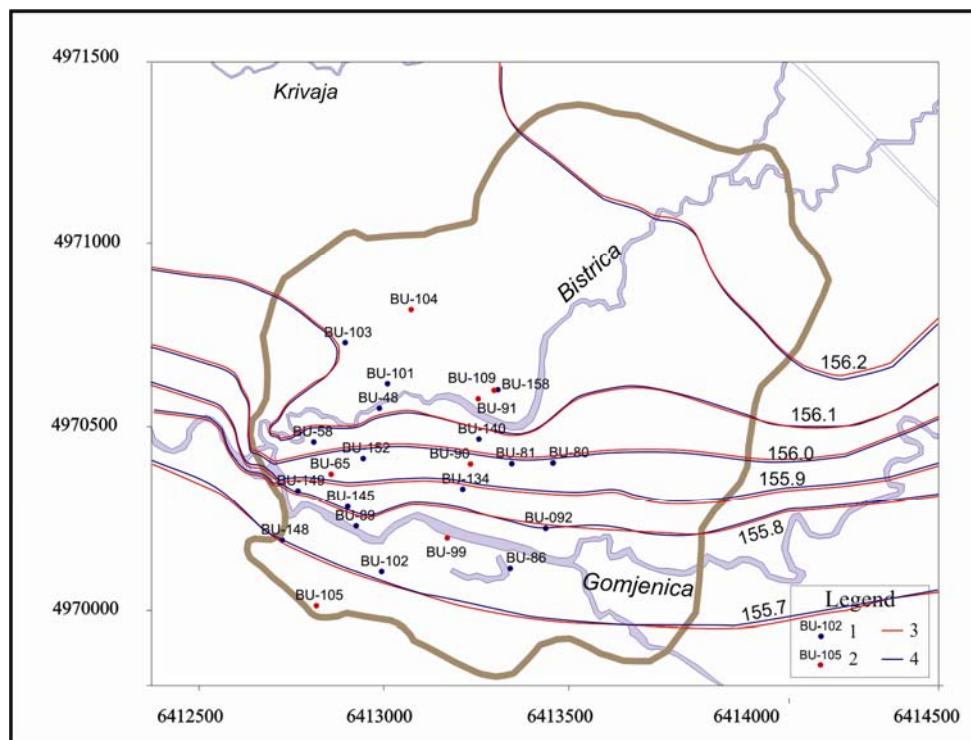 4971500
Krivaja
4971000
Bistrica
BU-104
BU-103
156.2
BU-101
BU-109
BU-158
BU-48
BU-91
156.1
4970500
BU-58
BU-140
BU-152
BU-90
BU-81
BU-80
156.0
BU-65
BU-149
BU-134
155.9
BU-145
BU-89
BU-092
155.8
BU-148
BU-99
BU-102
BU-86
Gomjenica
4970000
BU-105
155.7
Legend
BU-102 1 3
BU-105 2 4
6412500 6413000 6413500 6414000 6414500